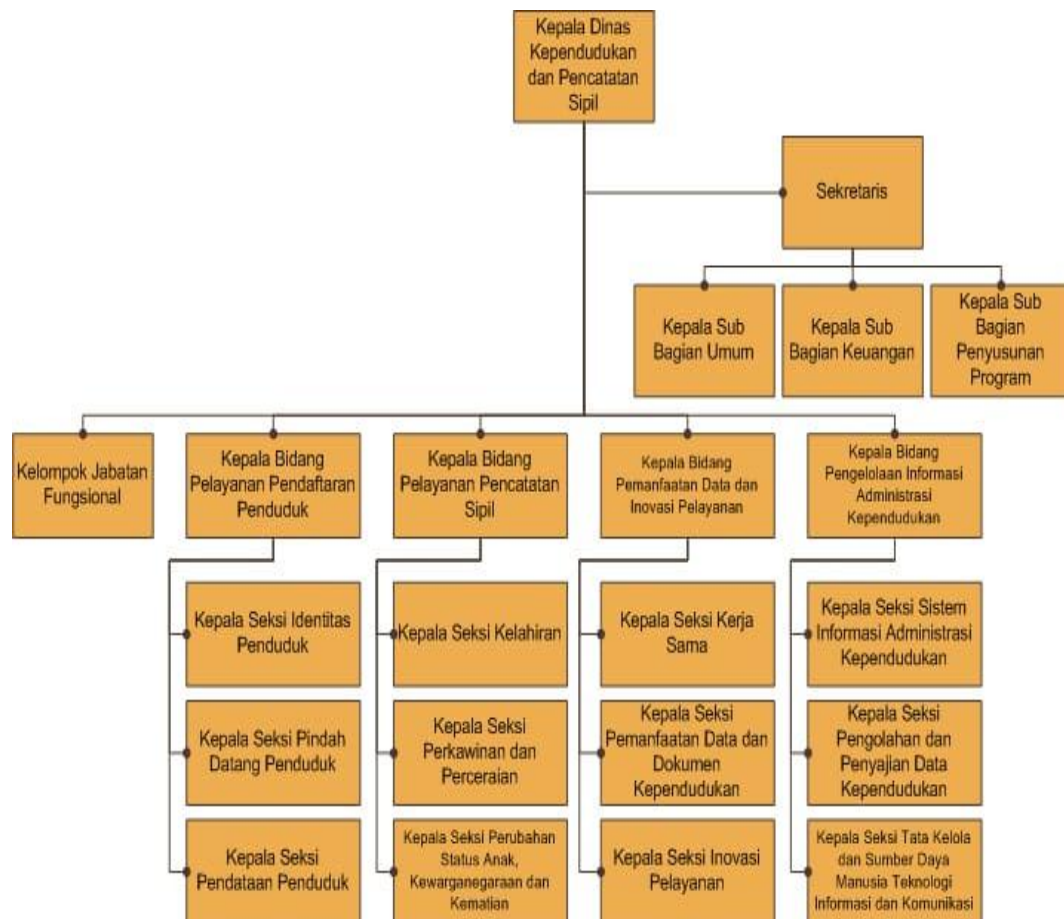 Kepala Dinas
Kependudukan
dan Pencatatan
Sipil
Sekretaris
Kepala Sub
Bagian Umum
Kepala Sub
Bagian Keuangan
Kepala Sub
Bagian
Penyusunan
Program
Kelompok Jabatan
Fungsional
Kepala Bidang
Pelayanan Pendaftaran
Penduduk
Kepala Bidang
Pelayanan Pencatatan
Sipil
Kepala Bidang
Pemanfaatan Data dan
Inovasi Pelayanan
Kepala Bidang
Pengelolaan Informasi
Administrasi
Kependudukan
Kepala Seksi Identitas
Penduduk
Kepala Seksi Kelahiran
Kepala Seksi Kerja
Sama
Kepala Seksi Sistem
Informasi Administrasi
Kependudukan
Kepala Seksi Pindah
Datang Penduduk
Kepala Seksi
Perkawinan dan
Perceraian
Kepala Seksi
Pemanfaatan Data dan
Dokumen
Kependudukan
Kepala Seksi
Pengolahan dan
Penyajian Data
Kependudukan
Kepala Seksi
Pendataan Penduduk
Kepala Seksi Perubahan
Status Anak,
Kewarganegaraan dan
Kematian
Kepala Seksi Inovasi
Pelayanan
Kepala Seksi Tata Kelola
dan Sumber Daya
Manusia Teknologi
Informasi dan Komunikasi